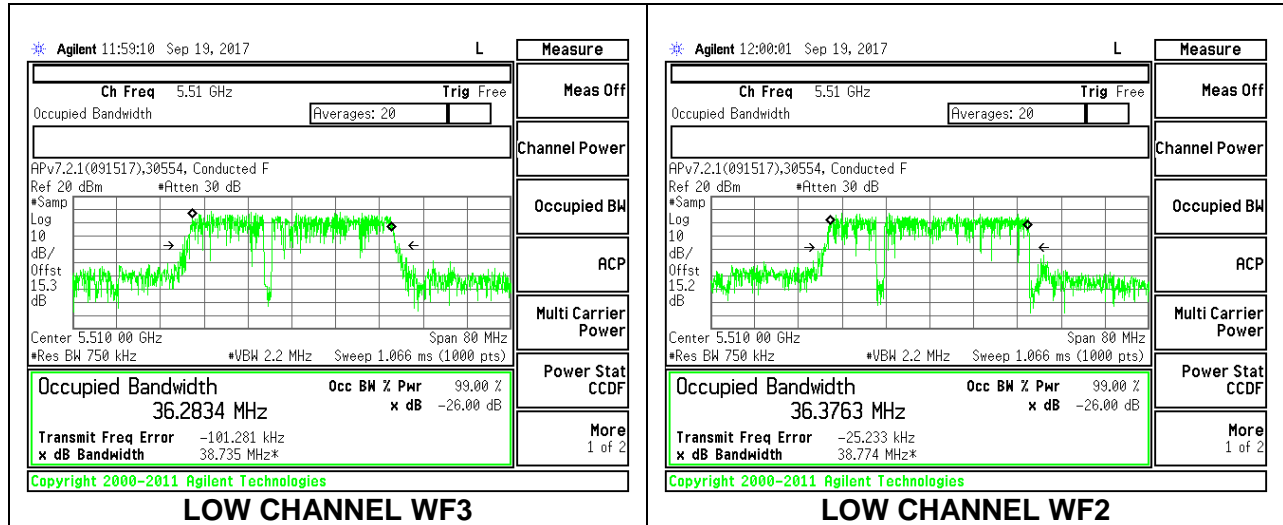 Agilent 11:59:10 Sep 19, 2017 L
Measure
Ch Freq 5.51 GHz Trig Free
Meas Off
Occupied Bandwidth Averages: 20
Channel Power
APv7.2.1(091517),30554, Conducted F
Ref 20 dBm #Atten 30 dB
#Samp
Log
10
dB/
Offst
15.3
dB
Occupied BW
ACP
Multi Carrier
Power
Center 5.510 00 GHz Span 80 MHz
#Res BW 750 kHz #VBW 2.2 MHz Sweep 1.066 ms (1000 pts)
Power Stat
CCDF
Occupied Bandwidth Occ BW % Pwr 99.00 %
36.2834 MHz x dB -26.00 dB
Transmit Freq Error -101.281 kHz
x dB Bandwidth 38.735 MHz*
More
1 of 2
Copyright 2000-2011 Agilent Technologies
LOW CHANNEL WF3
Agilent 12:00:01 Sep 19, 2017 L
Measure
Ch Freq 5.51 GHz Trig Free
Meas Off
Occupied Bandwidth Averages: 20
Channel Power
APv7.2.1(091517),30554, Conducted F
Ref 20 dBm #Atten 30 dB
#Samp
Log
10
dB/
Offst
15.2
dB
Occupied BW
ACP
Multi Carrier
Power
Center 5.510 00 GHz Span 80 MHz
#Res BW 750 kHz #VBW 2.2 MHz Sweep 1.066 ms (1000 pts)
Power Stat
CCDF
Occupied Bandwidth Occ BW % Pwr 99.00 %
36.3763 MHz x dB -26.00 dB
Transmit Freq Error -25.233 kHz
x dB Bandwidth 38.774 MHz*
More
1 of 2
Copyright 2000-2011 Agilent Technologies
LOW CHANNEL WF2